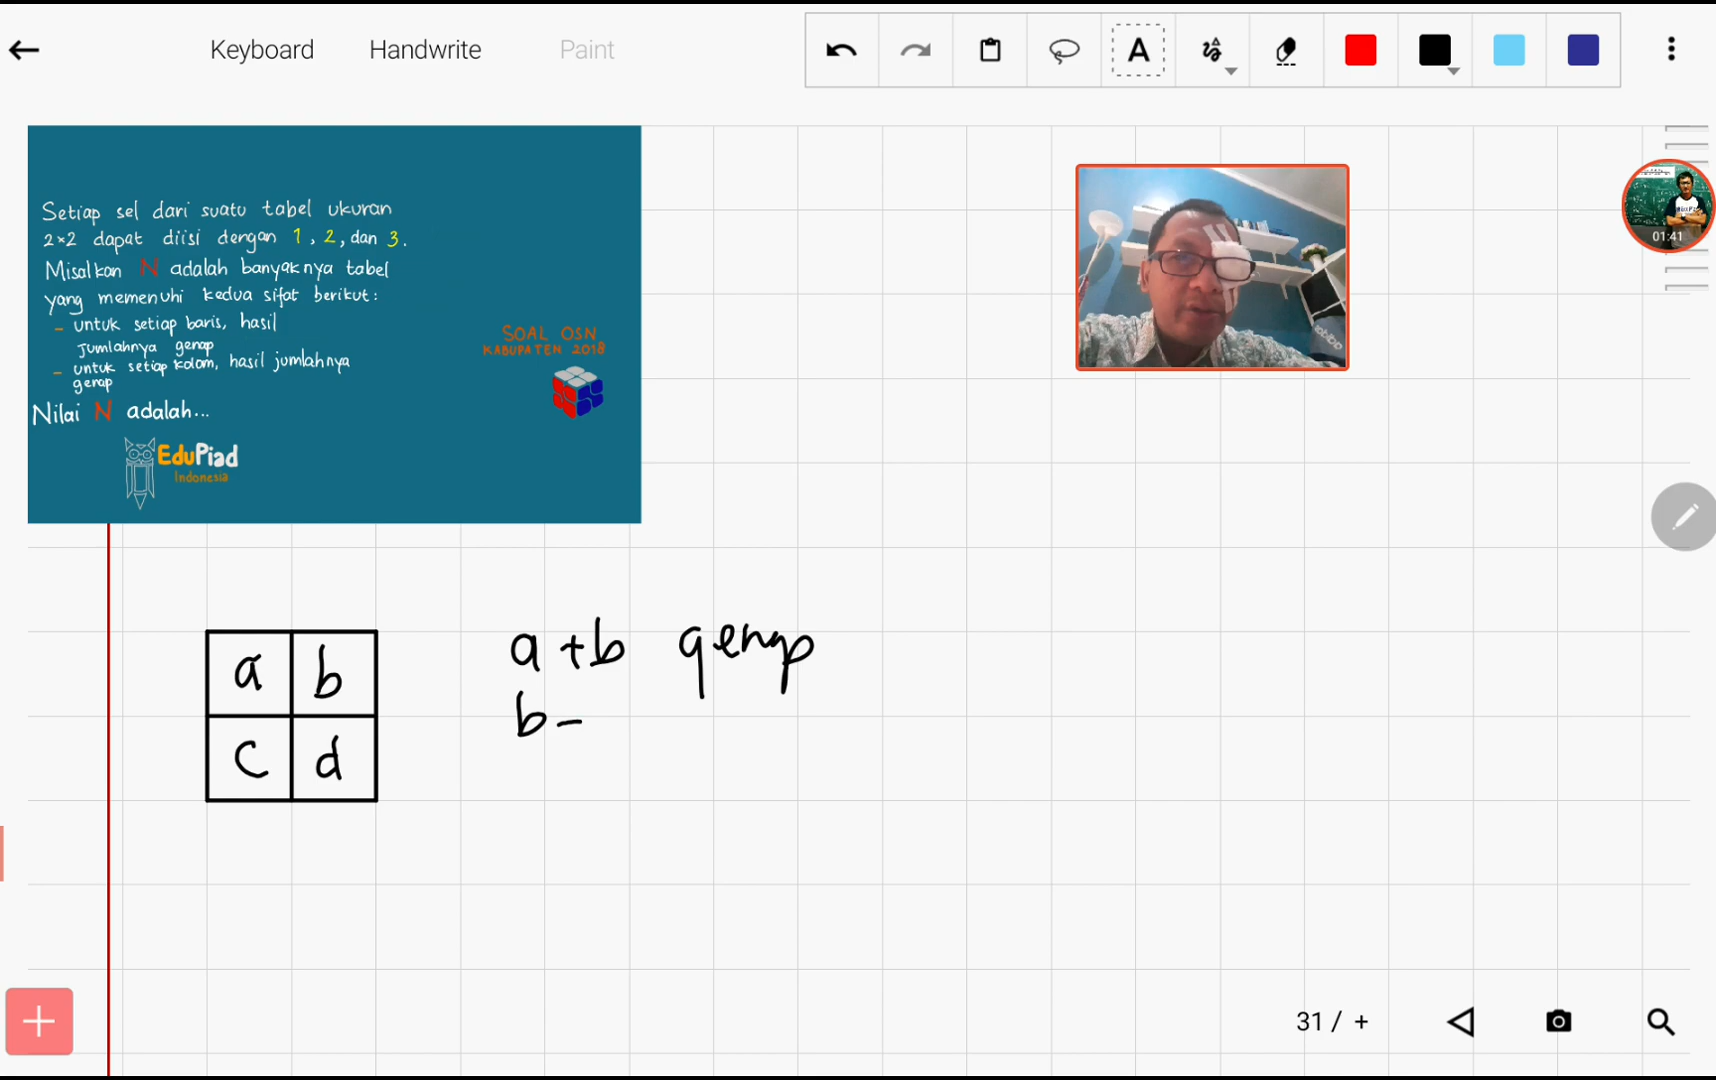 Keyboard Handwrite Paint
A
Setiap sel dari suatu tabel ukuran
2×2 dapat diisi dengan 1, 2, dan 3.
Misalkan N adalah banyaknya tabel
yang memenuhi kedua sifat berikut:
- untuk setiap baris, hasil
jumlahnya genap
- untuk setiap kolom, hasil jumlahnya
genap
Nilai N adalah...
SOAL OSN
KABUPATEN 2018
EduPiad
Indonesia
01:41
a b
c d
a + b genap
b -
31 / +